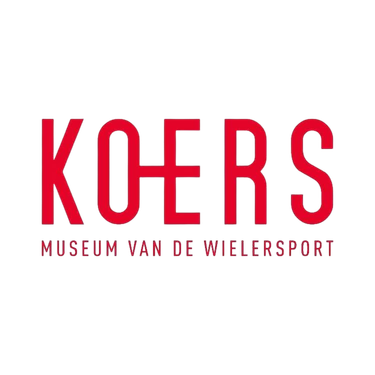 KOERS
MUSEUM VAN DE WIELERSPORT